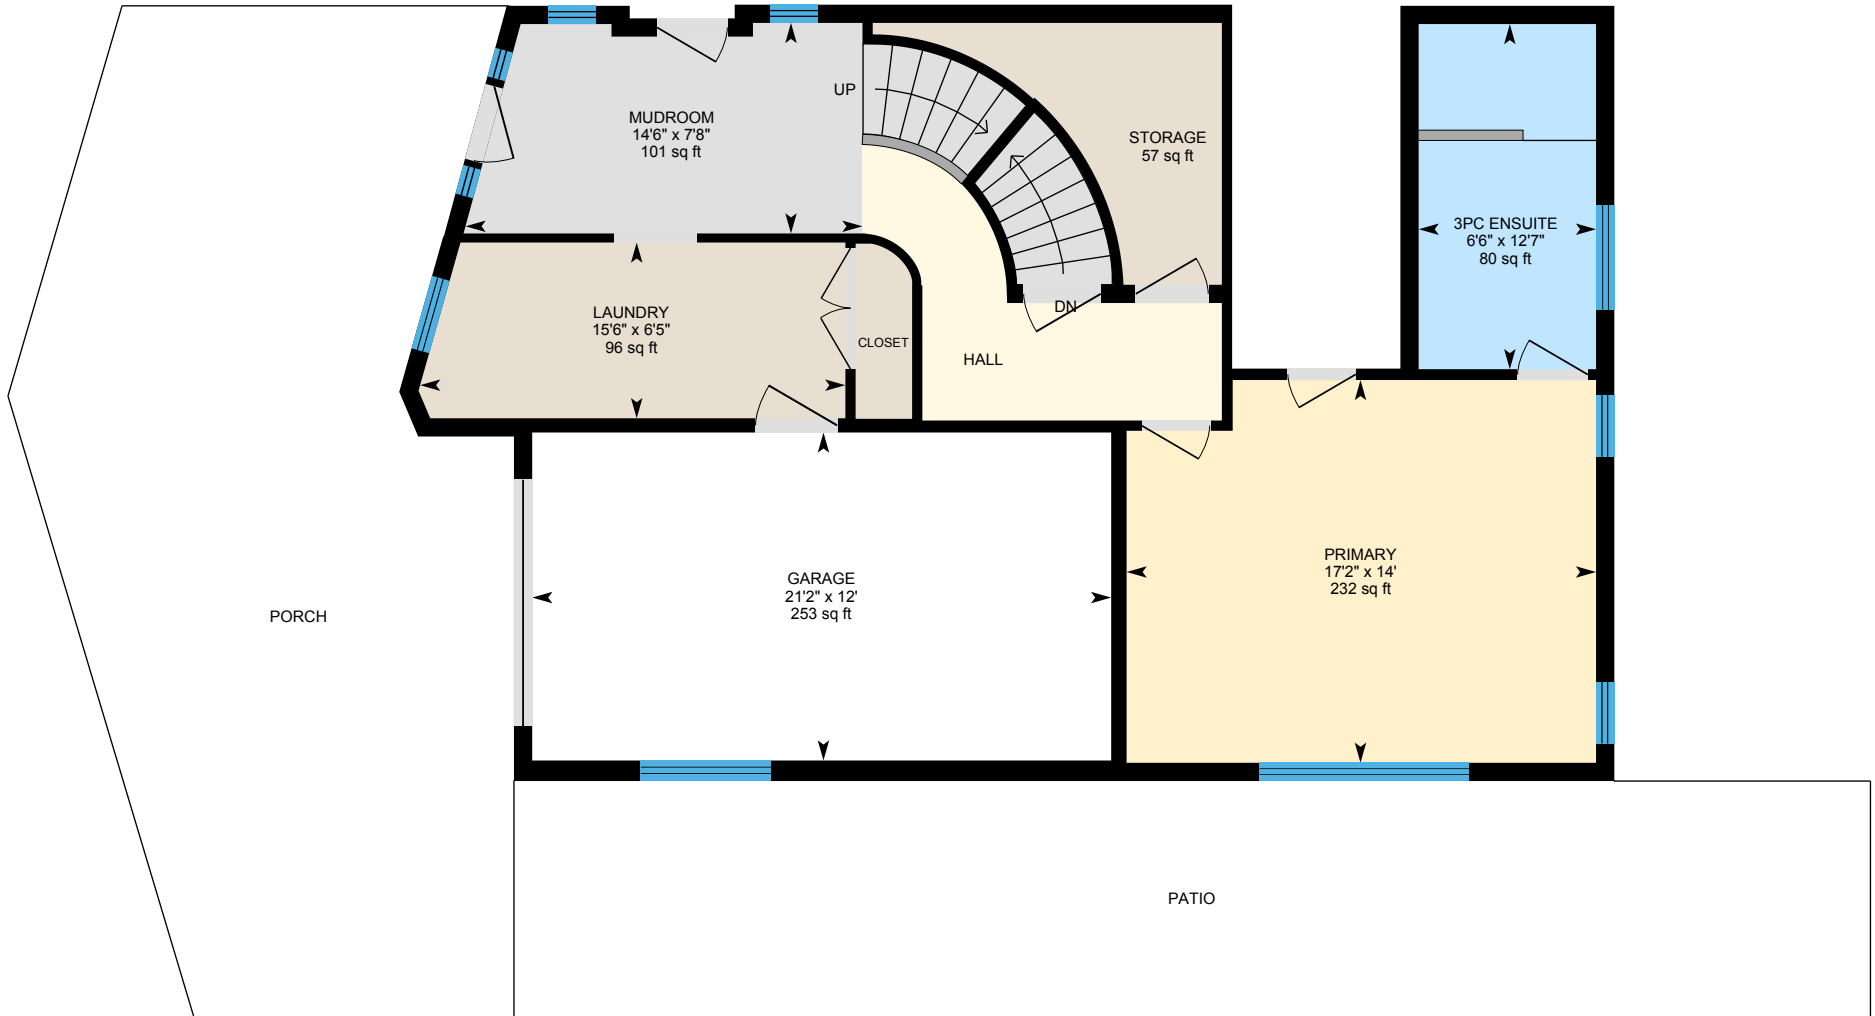 UP
MUDROOM
14'6" x 7'8"
101 sq ft
STORAGE
57 sq ft
3PC ENSUITE
6'6" x 12'7"
80 sq ft
LAUNDRY
15'6" x 6'5"
96 sq ft
CLOSET
DN
HALL
GARAGE
21'2" x 12'
253 sq ft
PRIMARY
17'2" x 14'
232 sq ft
PORCH
PATIO